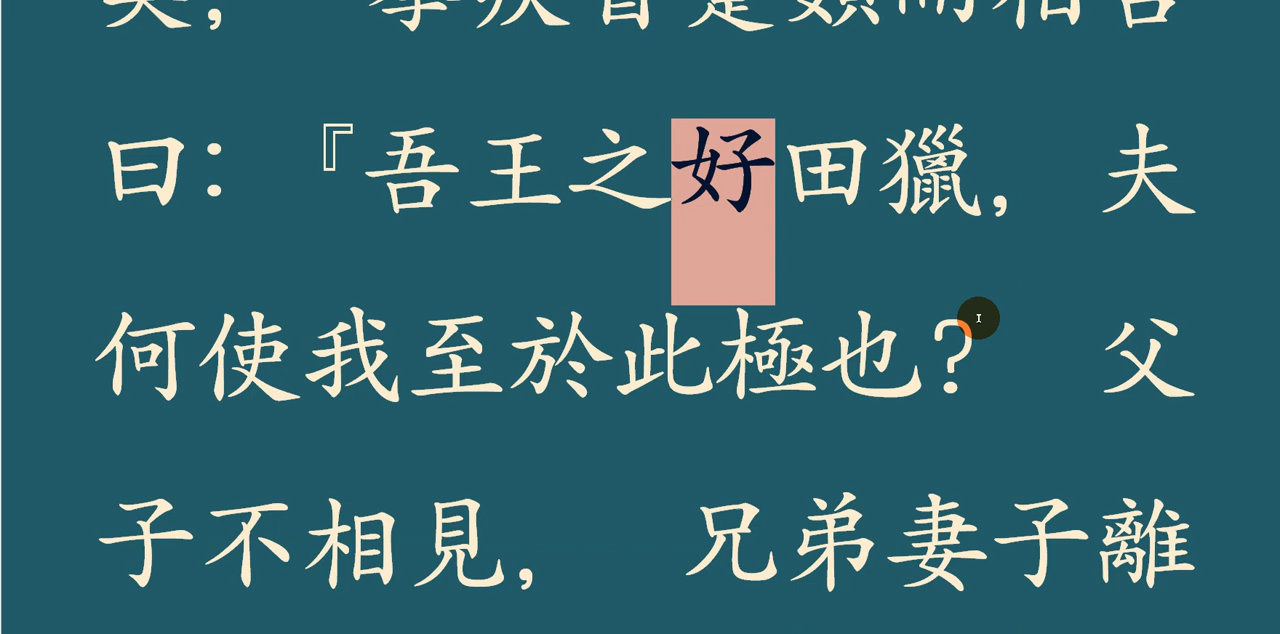 曰：『吾王之好田獵，夫
何使我至於此極也？父
子不相見，兄弟妻子離